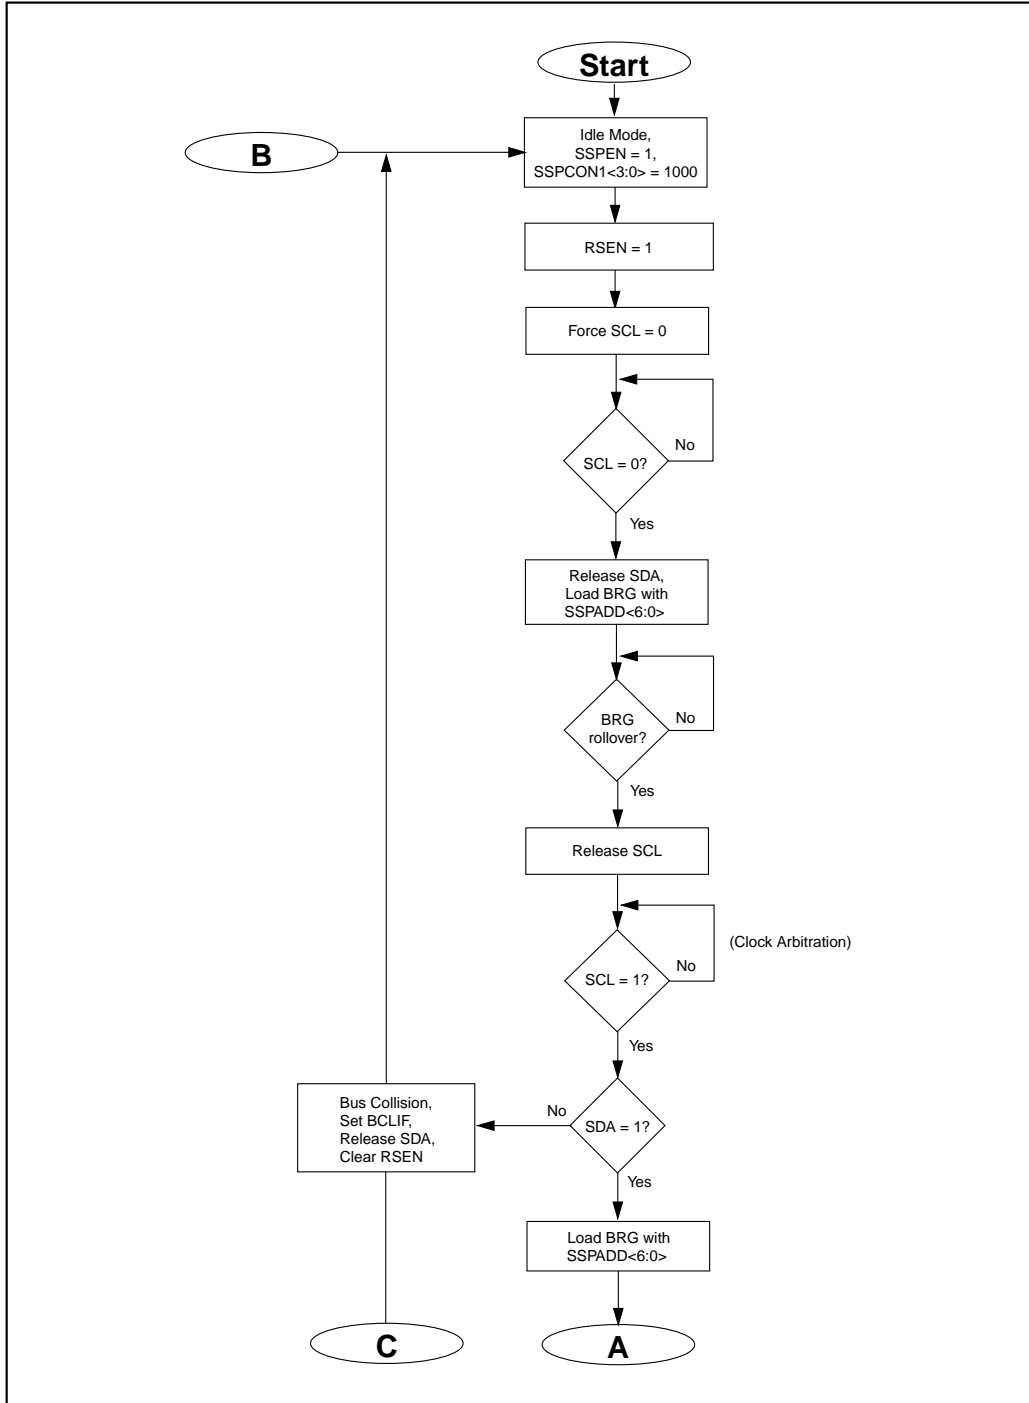 Start
B
Idle Mode,
SSPEN = 1,
SSPCON1<3:0> = 1000
RSEN = 1
Force SCL = 0
No
SCL = 0?
Yes
Release SDA,
Load BRG with
SSPADD<6:0>
BRG
rollover?
No
Yes
Release SCL
(Clock Arbitration)
No
SCL = 1?
Yes
Bus Collision,
Set BCLIF,
Release SDA,
Clear RSEN
No
SDA = 1?
Yes
Load BRG with
SSPADD<6:0>
C
A